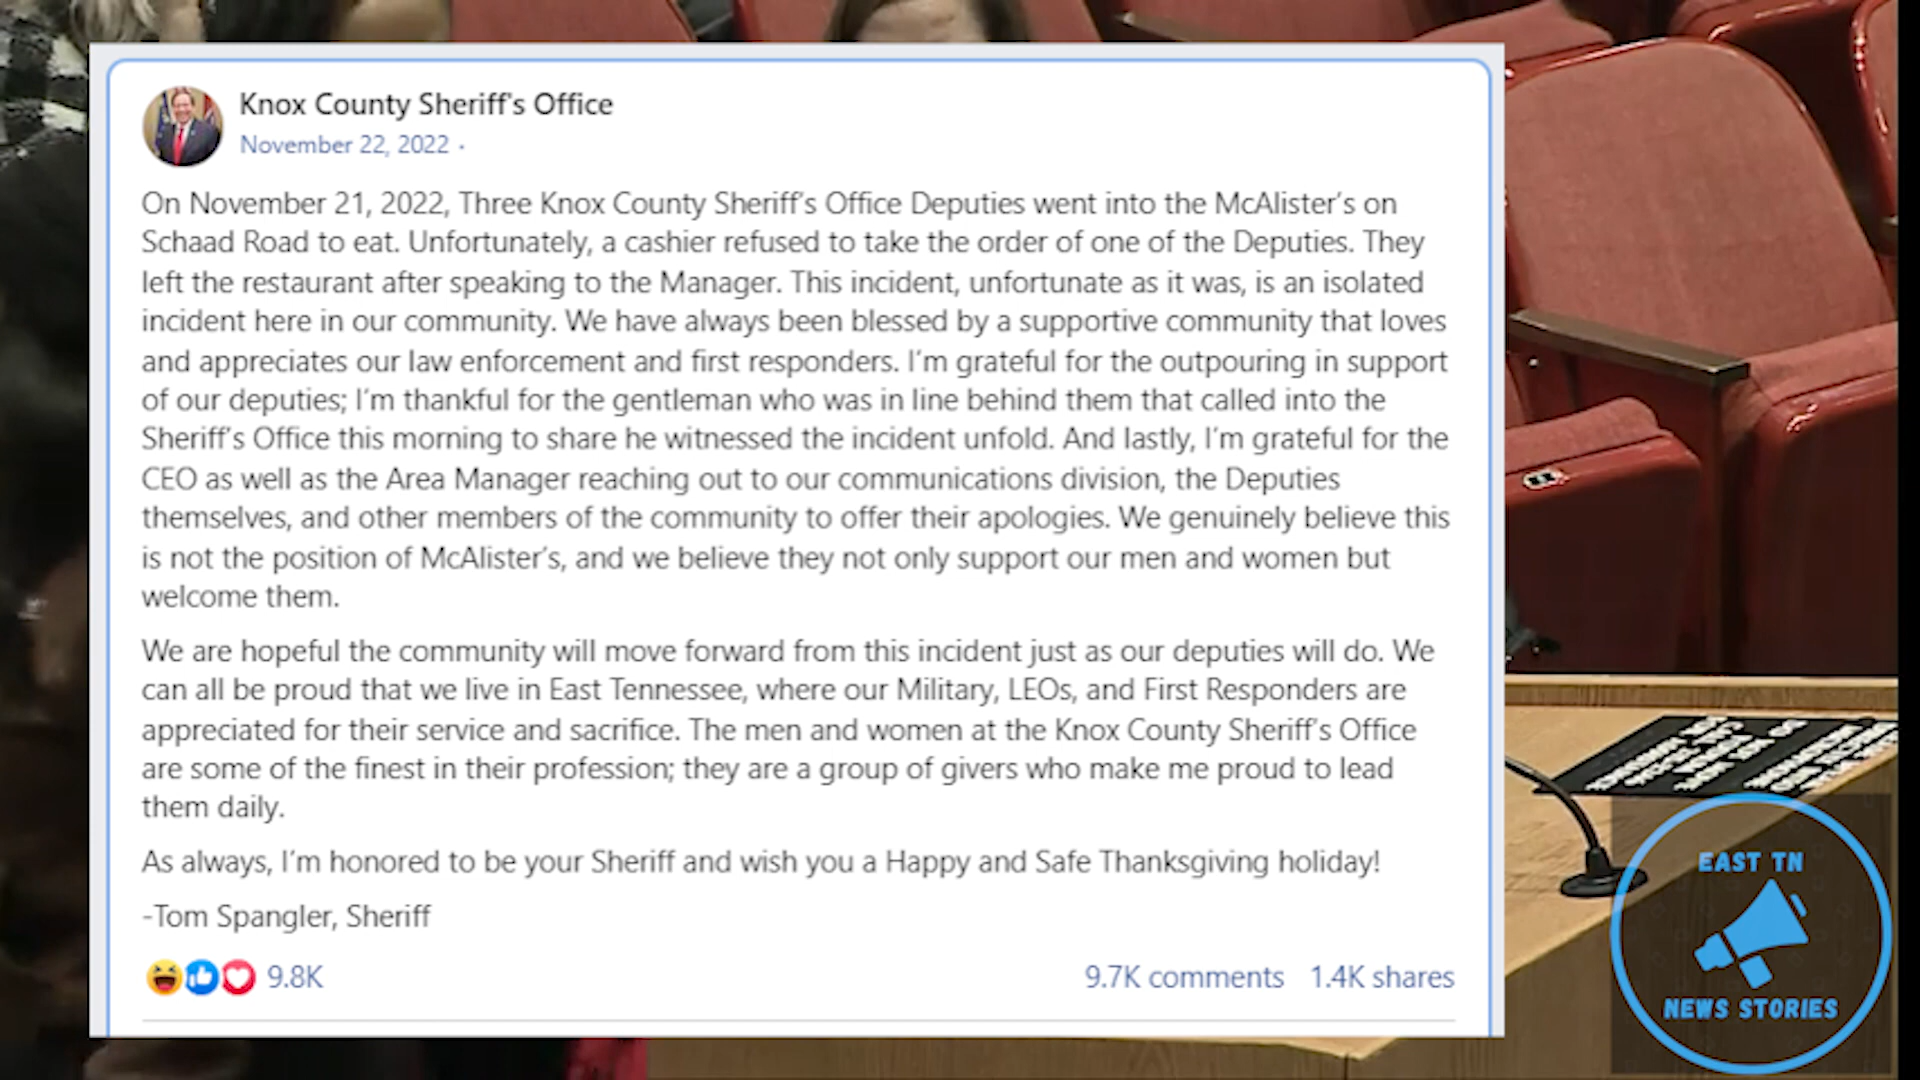 Knox County Sheriff's Office
November 22, 2022 ·
On November 21, 2022, Three Knox County Sheriff's Office Deputies went into the McAlister's on
Schaad Road to eat. Unfortunately, a cashier refused to take the order of one of the Deputies. They
left the restaurant after speaking to the Manager. This incident, unfortunate as it was, is an isolated
incident here in our community. We have always been blessed by a supportive community that loves
and appreciates our law enforcement and first responders. I'm grateful for the outpouring in support
of our deputies; I'm thankful for the gentleman who was in line behind them that called into the
Sheriff's Office this morning to share he witnessed the incident unfold. And lastly, I'm grateful for the
CEO as well as the Area Manager reaching out to our communications division, the Deputies
themselves, and other members of the community to offer their apologies. We genuinely believe this
is not the position of McAlister's, and we believe they not only support our men and women but
welcome them.
We are hopeful the community will move forward from this incident just as our deputies will do. We
can all be proud that we live in East Tennessee, where our Military, LEOs, and First Responders are
appreciated for their service and sacrifice. The men and women at the Knox County Sheriff's Office
are some of the finest in their profession; they are a group of givers who make me proud to lead
them daily.
As always, I'm honored to be your Sheriff and wish you a Happy and Safe Thanksgiving holiday!
-Tom Spangler, Sheriff
9.8K
9.7K comments 1.4K shares
EAST TN
NEWS STORIES